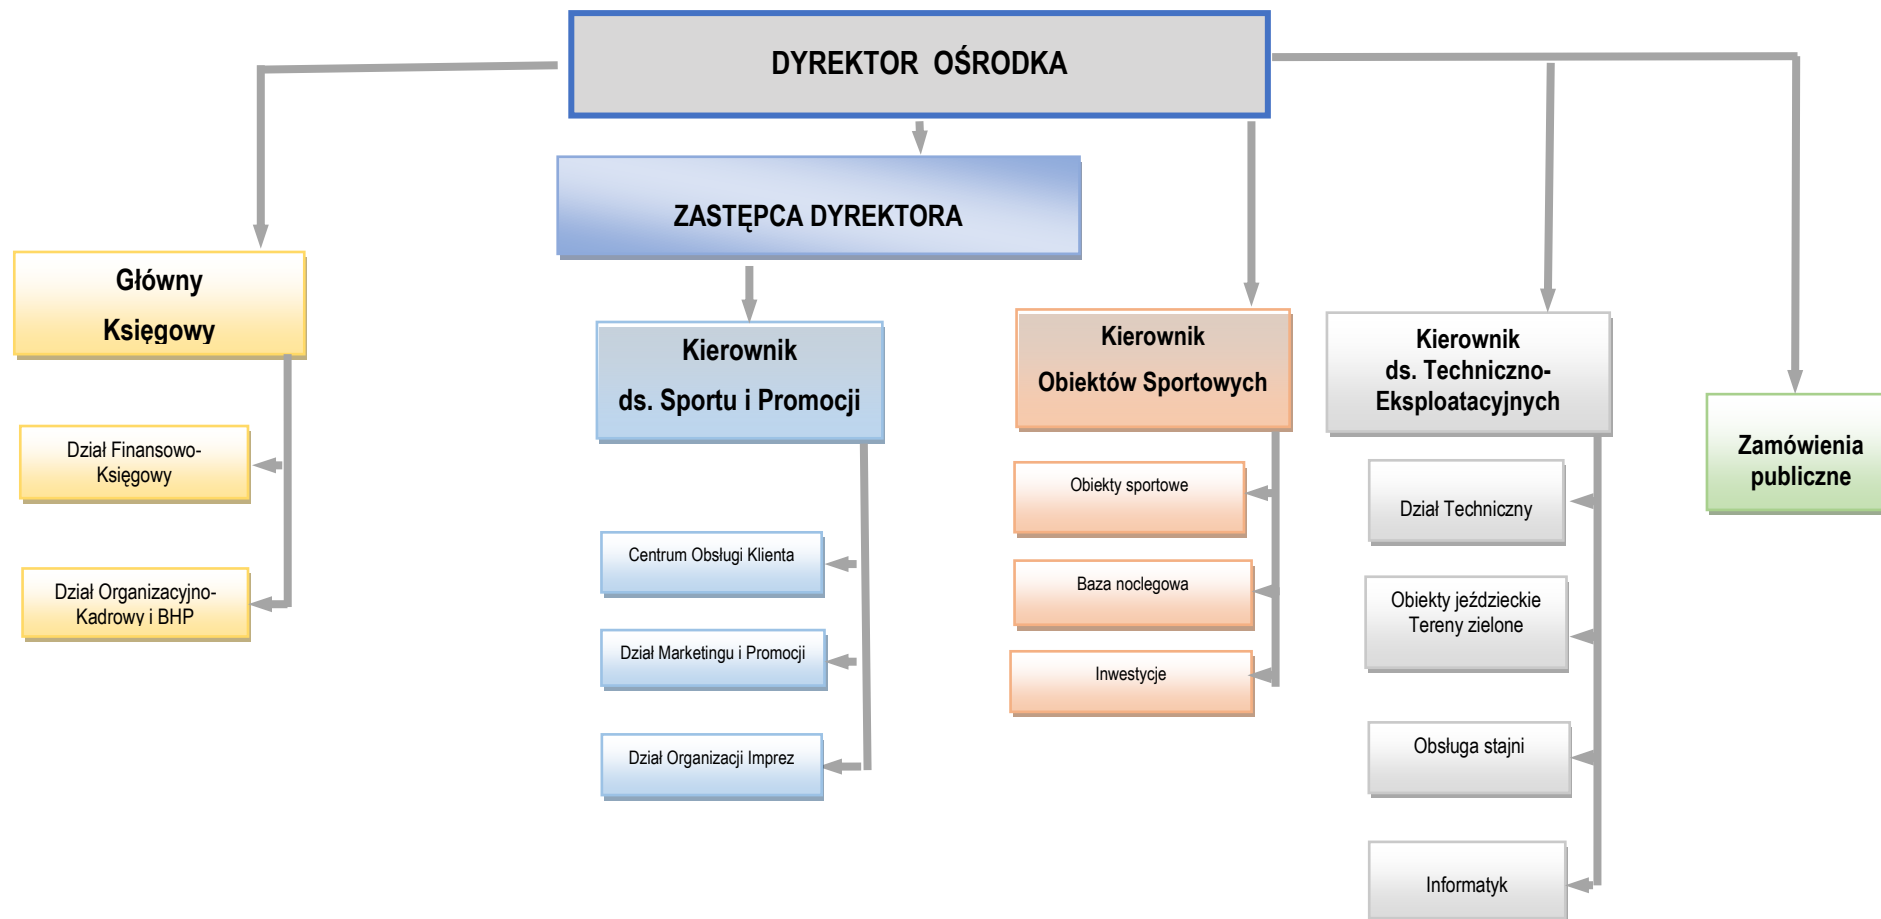 DYREKTOR OŚRODKA
ZASTĘPCA DYREKTORA
Główny
Księgowy
Dział Finansowo-
Księgowy
Dział Organizacyjno-
Kadrowy i BHP
Kierownik
ds. Sportu i Promocji
Centrum Obsługi Klienta
Dział Marketingu i Promocji
Dział Organizacji Imprez
Kierownik
Obiektów Sportowych
Obiekty sportowe
Baza noclegowa
Inwestycje
Kierownik
ds. Techniczno-
Eksploatacyjnych
Dział Techniczny
Obiekty jeździeckie
Tereny zielone
Obsługa stajni
Informatyk
Zamówienia
publiczne